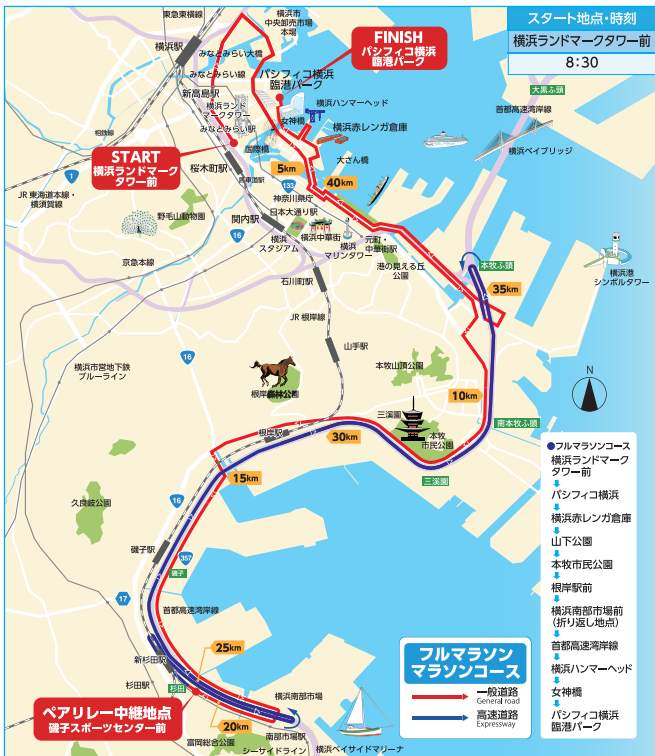 東急東横線
横浜市
中央卸売市場
本場
FINISH
パシフィコ横浜
臨港パーク
スタート地点・時刻
横浜ランドマークタワー前
8:30
横浜駅
みなとみらい大橋
みなとみらい線
パシフィコ横浜
臨港パーク
新高島駅
横浜ランド
マークタワー
みなとみらい駅
横浜ハンマーヘッド
女神橋
横浜赤レンガ倉庫
大黒ふ頭
首都高速湾岸線
横浜ベイブリッジ
相鉄線
国際橋
大さん橋
START
横浜ランドマーク
タワー前
桜木町駅
馬車道駅
5km
40km
1
133
神奈川県庁
日本大通り駅
JR 東海道本線・
横須賀線
野毛山動物園
関内駅
16
横浜
スタジアム
横浜中華街
横浜
マリンタワー
元町・
中華街駅
港の見える丘
公園
京急本線
石川町駅
本牧ふ頭
35km
横浜港
シンボルタワー
JR 根岸線
山手駅
16
横浜市営地下鉄
ブルーライン
本牧山頂公園
根岸森林公園
10km
N
三溪園
本牧
市民公園
南本牧ふ頭
根岸駅
30km
三溪園
15km
16
久良岐公園
磯子駅
357
磯子
17
首都高速湾岸線
25km
新杉田駅
杉田駅
杉田
ペアリレー中継地点
磯子スポーツセンター前
20km
横浜南部市場
富岡総合公園
南部市場駅
シーサイドライン
横浜ベイサイドマリーナ
フルマラソン
マラソンコース
一般道路
General road
高速道路
Expressway
フルマラソンコース
横浜ランドマーク
タワー前
パシフィコ横浜
横浜赤レンガ倉庫
山下公園
本牧市民公園
根岸駅前
横浜南部市場前
(折り返し地点)
首都高速湾岸線
横浜ハンマーヘッド
女神橋
パシフィコ横浜
臨港パーク